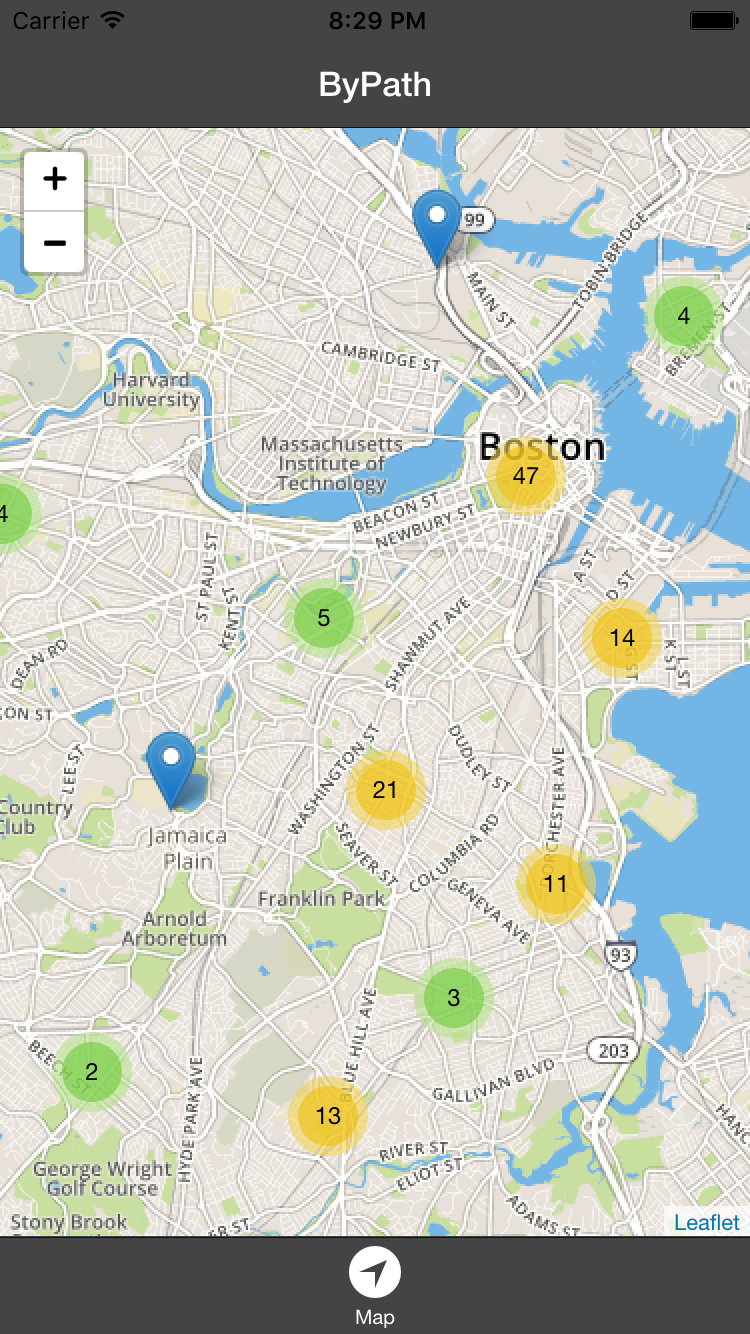 Carrier 8:29 PM
ByPath
+
−
99
MAIN ST
TOBIN BRIDGE
4
BREMEN ST
CAMBRIDGE ST
Harvard
University
Boston
Massachusetts
Institute of
Technology
47
4
BEACON ST
NEWBURY ST
ST PAUL ST
KENT ST
5
A ST
D ST
14
G ST
K ST
L ST
SHAWMUT AVE
DEAN RD
ON ST
LEE ST
WASHINGTON ST
DUDLEY ST
21
DORCHESTER AVE
Country
Club
Jamaica
Plain
SEAVER ST
COLUMBIA RD
11
GENEVA AVE
Franklin Park
Arnold
Arboretum
93
3
BLUE HILL AVE
203
BEECH ST
2
HYDE PARK AVE
GALLIVAN BLVD
13
RIVER ST
ELIOT ST
HANC
George Wright
Golf Course
Stony Brook
ER ST
ADAMS ST
Leaflet
Map